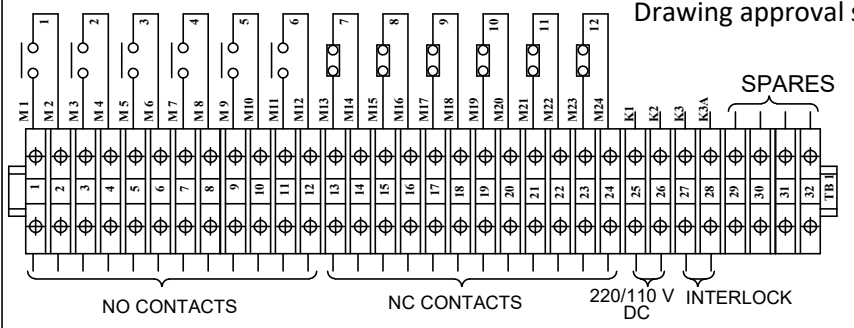 Drawing approval s
1 2 3 4 5 6 7 8 9 10 11 12
M1 M2 M3 M4 M5 M6 M7 M8 M9 M10 M11 M12 M13 M14 M15 M16 M17 M18 M19 M20 M21 M22 M23 M24 K1 K2 K3 K3A
SPARES
1 2 3 4 5 6 7 8 9 10 11 12 13 14 15 16 17 18 19 20 21 22 23 24 25 26 27 28 29 30 31 32 TB 1
NO CONTACTS NC CONTACTS 220/110 V INTERLOCK
DC